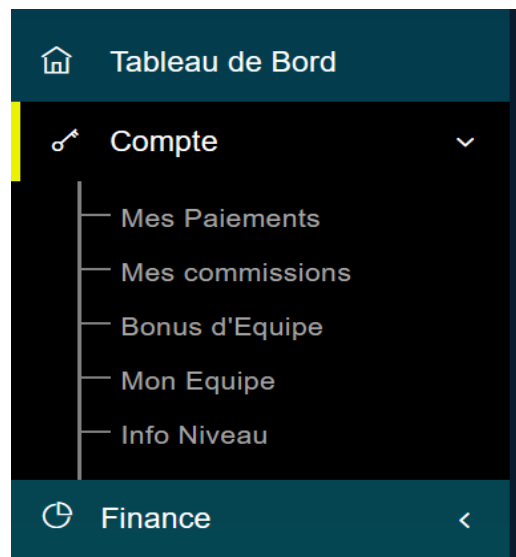 Tableau de Bord
Compte
Mes Paiements
Mes commissions
Bonus d'Equipe
Mon Equipe
Info Niveau
Finance